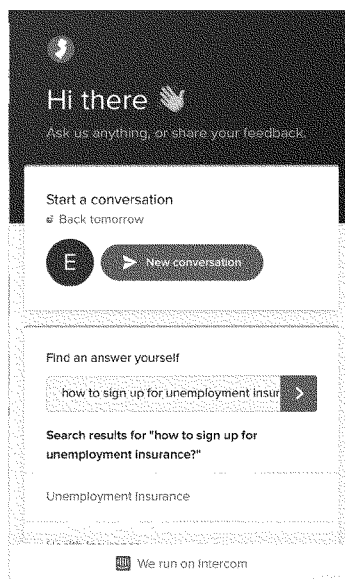 Hi there 👋
Ask us anything, or share your feedback.
Start a conversation
Back tomorrow
E
New conversation
Find an answer yourself
how to sign up for unemployment insur
Search results for "how to sign up for
unemployment insurance?"
Unemployment Insurance
We run on Intercom